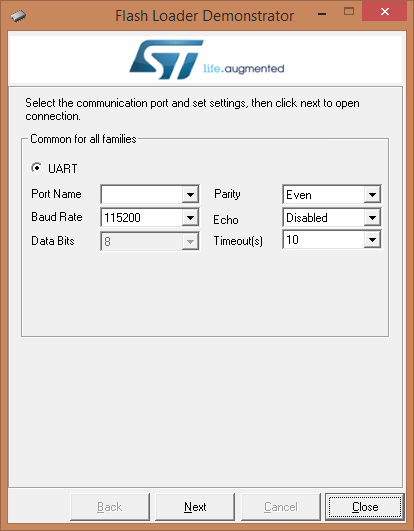 Flash Loader Demonstrator
ST life.augmented
Select the communication port and set settings, then click next to open
connection.
Common for all families
UART
Port Name Parity Even
Baud Rate 115200 Echo Disabled
Data Bits 8 Timeout(s) 10
Back Next Cancel Close